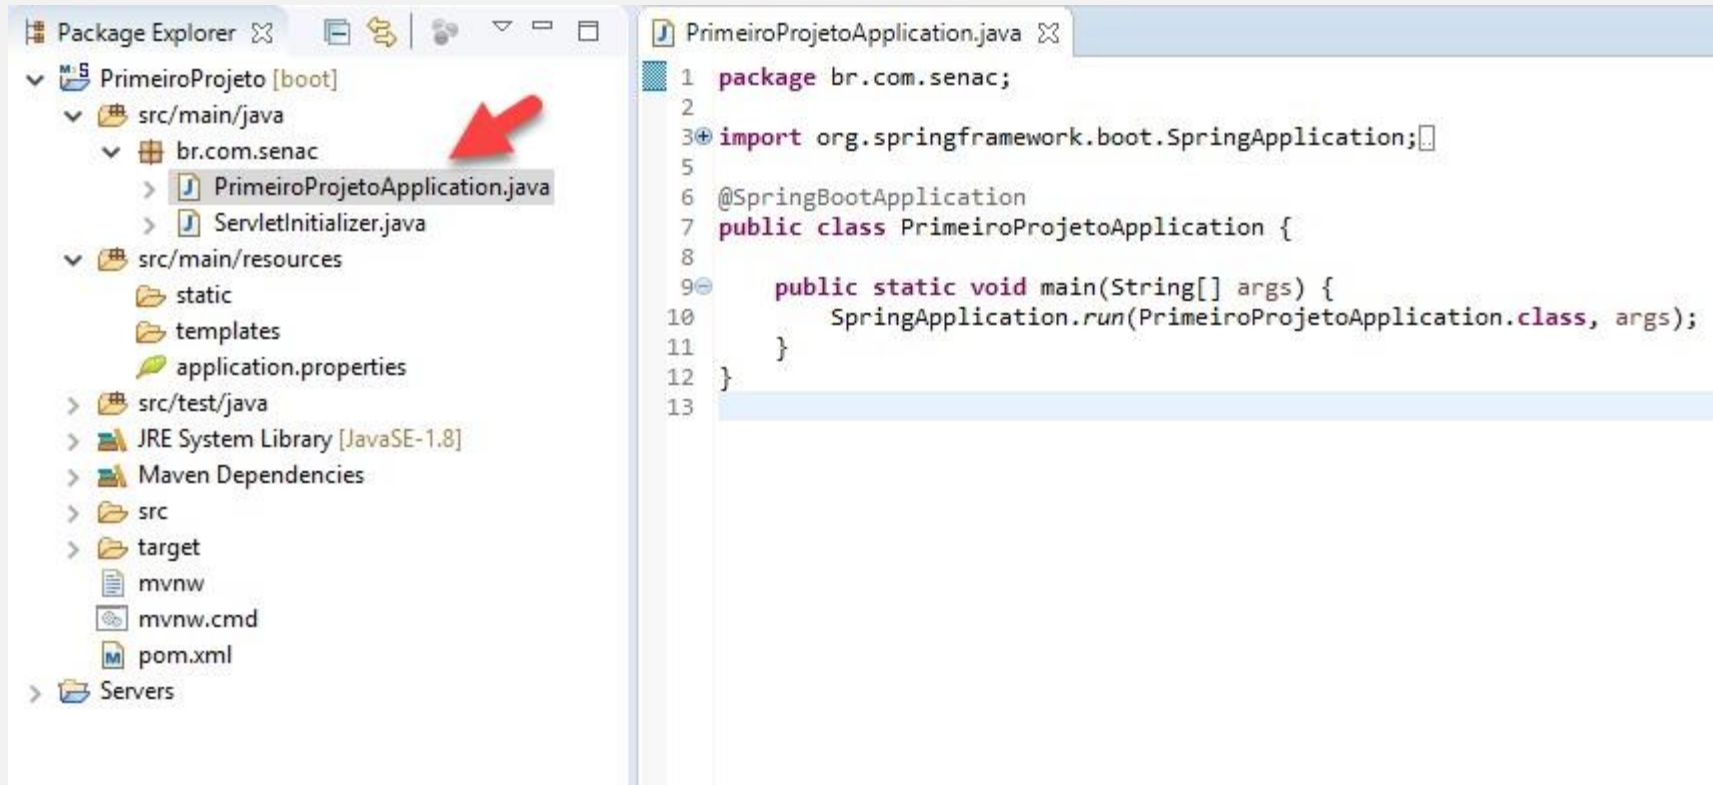 Package Explorer
PrimeiroProjeto [boot]
src/main/java
br.com.senac
PrimeiroProjetoApplication.java
ServletInitializer.java
src/main/resources
static
templates
application.properties
src/test/java
JRE System Library [JavaSE-1.8]
Maven Dependencies
src
target
mvnw
mvnw.cmd
pom.xml
Servers
PrimeiroProjetoApplication.java
1 package br.com.senac;
2
3 import org.springframework.boot.SpringApplication;
5
6 @SpringBootApplication
7 public class PrimeiroProjetoApplication {
8
9 public static void main(String[] args) {
10 SpringApplication.run(PrimeiroProjetoApplication.class, args);
11 }
12 }
13